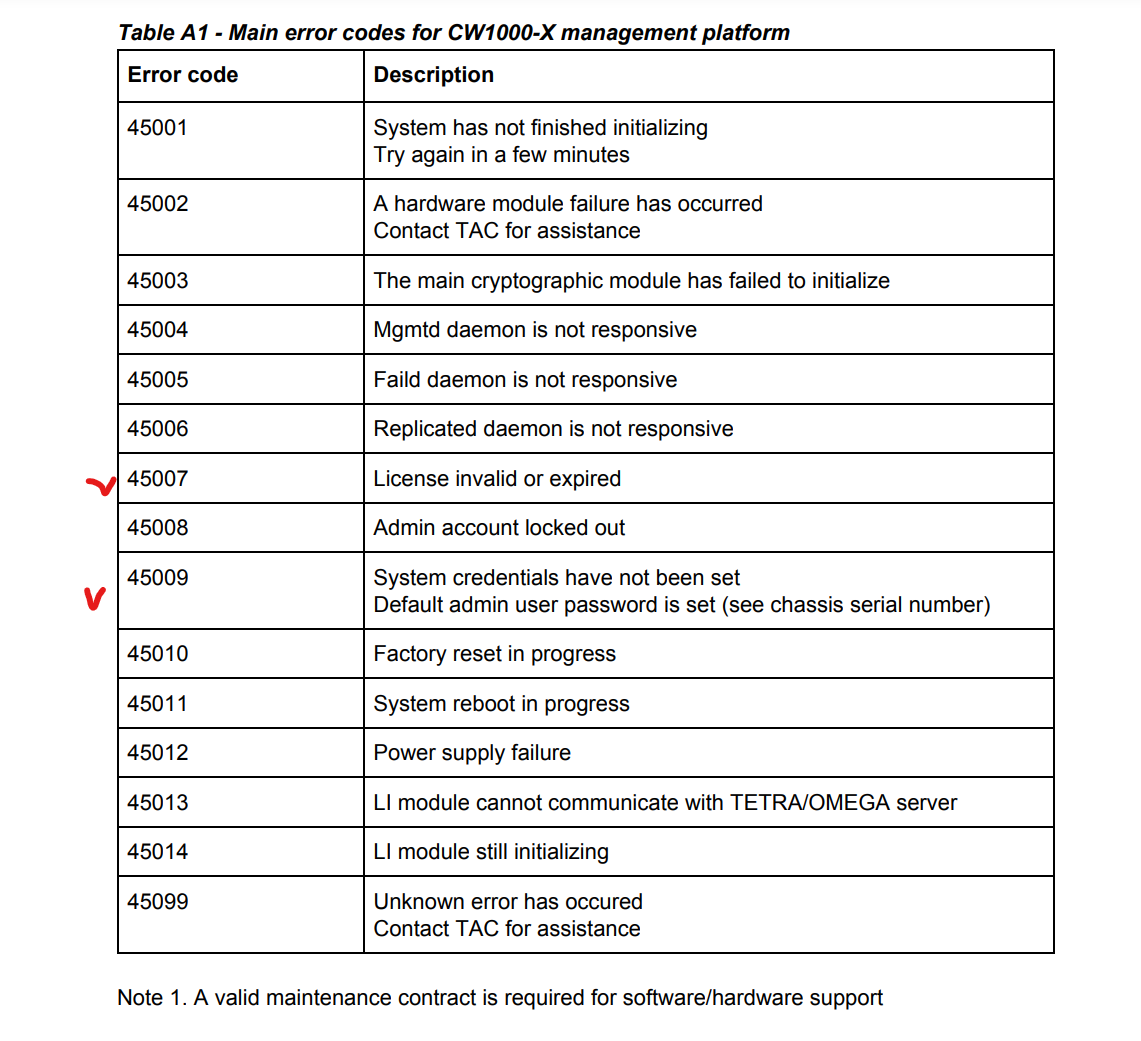 Table A1 - Main error codes for CW1000-X management platform
Error code Description
45001 System has not finished initializing
Try again in a few minutes
45002 A hardware module failure has occurred
Contact TAC for assistance
45003 The main cryptographic module has failed to initialize
45004 Mgmtd daemon is not responsive
45005 Faild daemon is not responsive
45006 Replicated daemon is not responsive
45007 License invalid or expired
45008 Admin account locked out
45009 System credentials have not been set
Default admin user password is set (see chassis serial number)
45010 Factory reset in progress
45011 System reboot in progress
45012 Power supply failure
45013 LI module cannot communicate with TETRA/OMEGA server
45014 LI module still initializing
45099 Unknown error has occured
Contact TAC for assistance
Note 1. A valid maintenance contract is required for software/hardware support